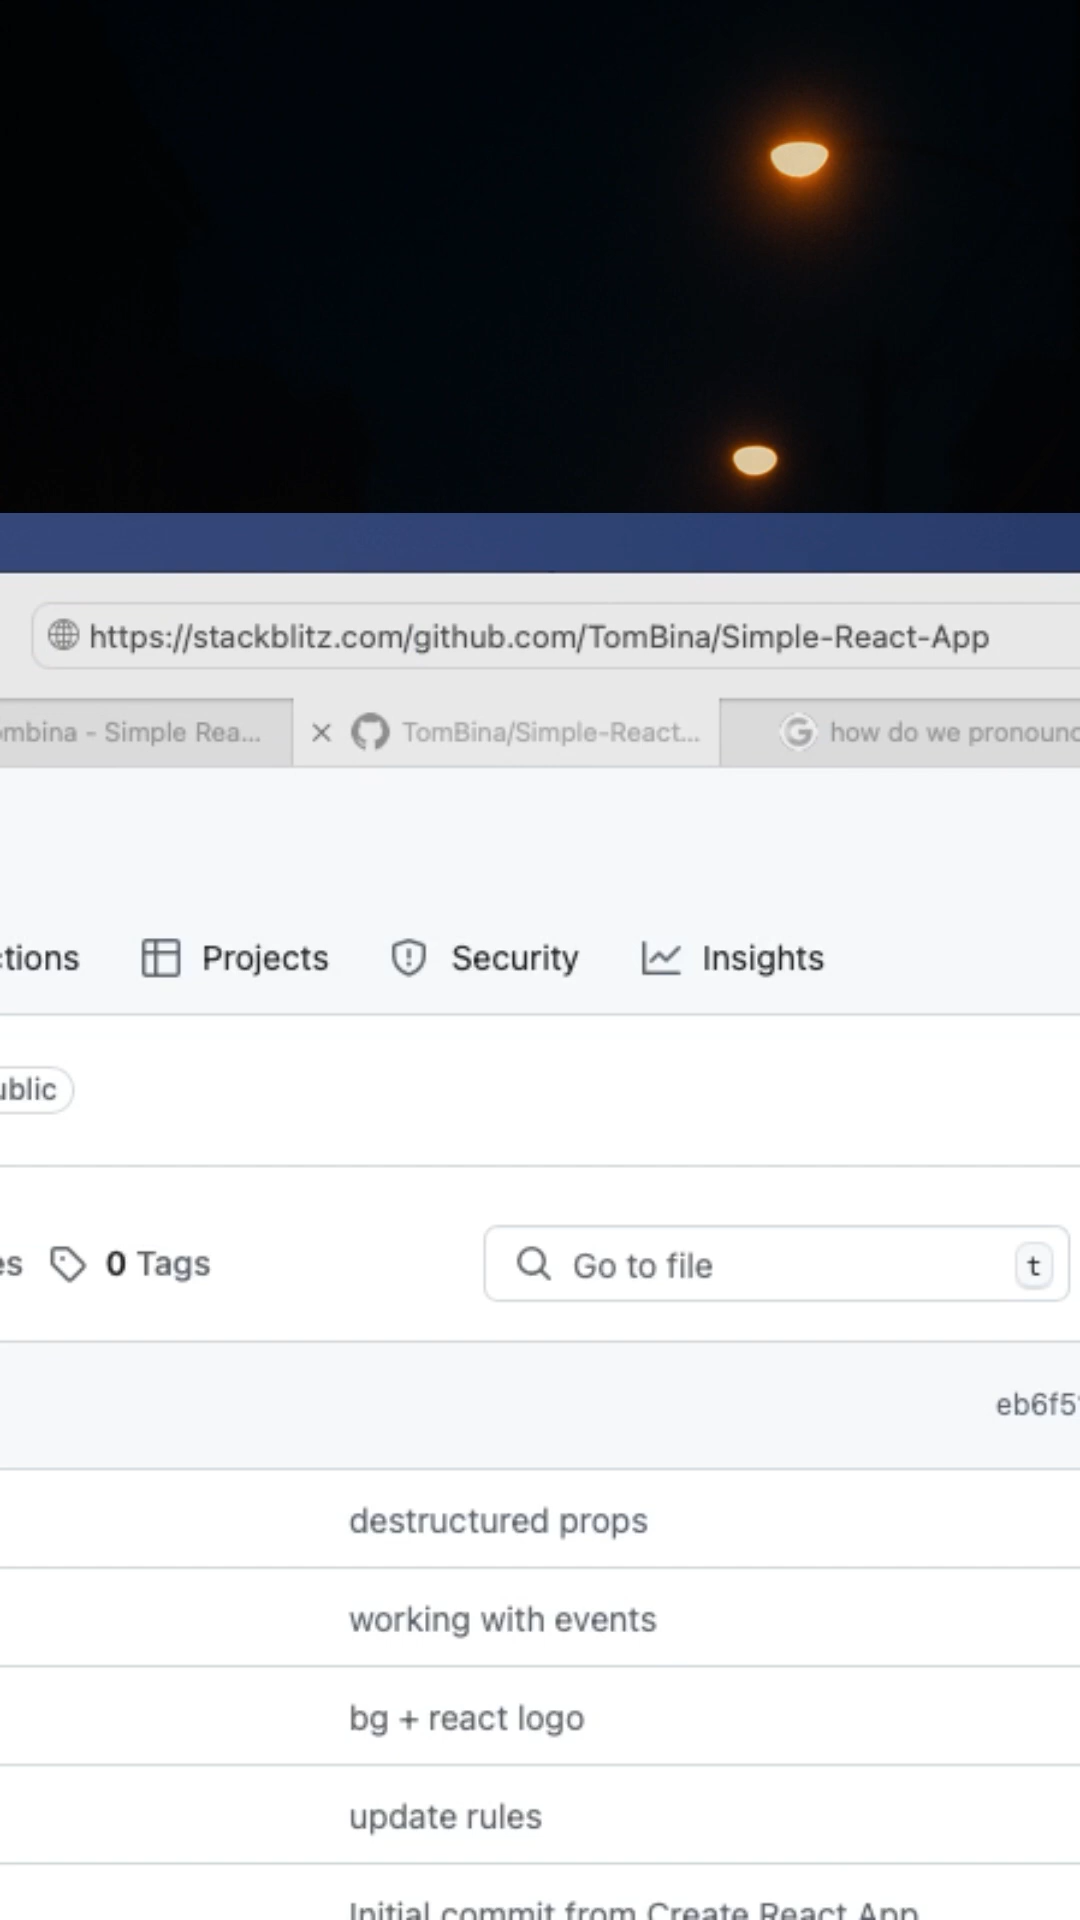 https://stackblitz.com/github.com/TomBina/Simple-React-App
ombina - Simple Rea... TomBina/Simple-React... how do we pronounc
ctions Projects Security Insights
ublic
es 0 Tags Go to file t
eb6f5
destructured props
working with events
bg + react logo
update rules
Initial commit from Create React App